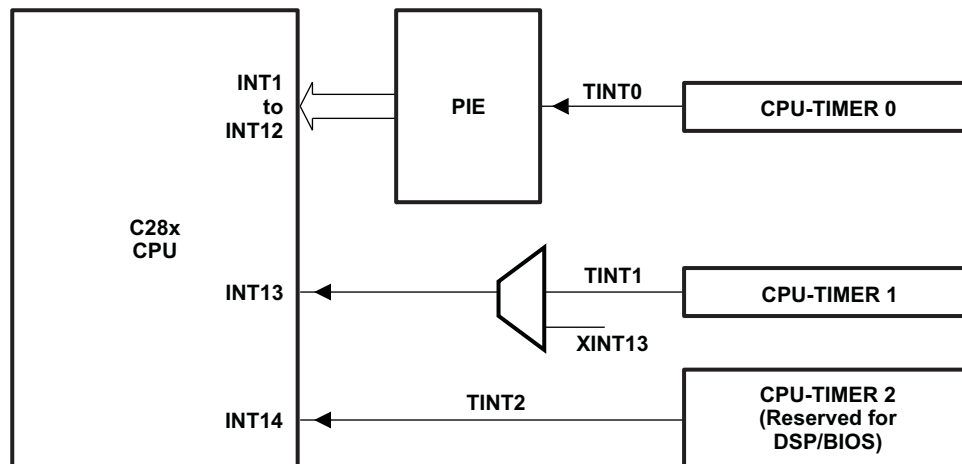 INT1
to
INT12
PIE
TINT0
CPU-TIMER 0
C28x
CPU
INT13
TINT1
CPU-TIMER 1
XINT13
INT14
TINT2
CPU-TIMER 2
(Reserved for
DSP/BIOS)